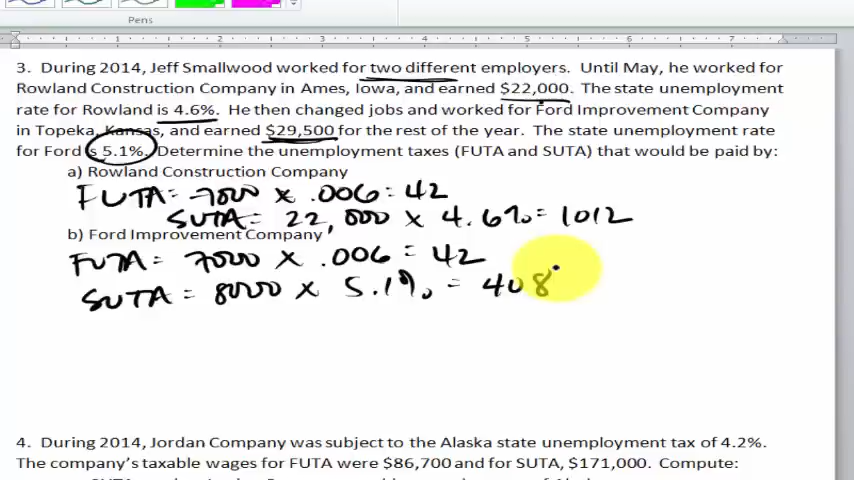 Pens
1 2 3 4 5 6 7
3. During 2014, Jeff Smallwood worked for two different employers. Until May, he worked for
Rowland Construction Company in Ames, Iowa, and earned $22,000. The state unemployment
rate for Rowland is 4.6%. He then changed jobs and worked for Ford Improvement Company
in Topeka, Kansas, and earned $29,500 for the rest of the year. The state unemployment rate
for Ford is 5.1%. Determine the unemployment taxes (FUTA and SUTA) that would be paid by:
a) Rowland Construction Company
FUTA = 7000 x .006 = 42
SUTA = 22,000 x 4.6% = 1012
b) Ford Improvement Company
FUTA = 7000 x .006 = 42
SUTA = 8000 x 5.1% = 408
4. During 2014, Jordan Company was subject to the Alaska state unemployment tax of 4.2%.
The company's taxable wages for FUTA were $86,700 and for SUTA, $171,000. Compute: